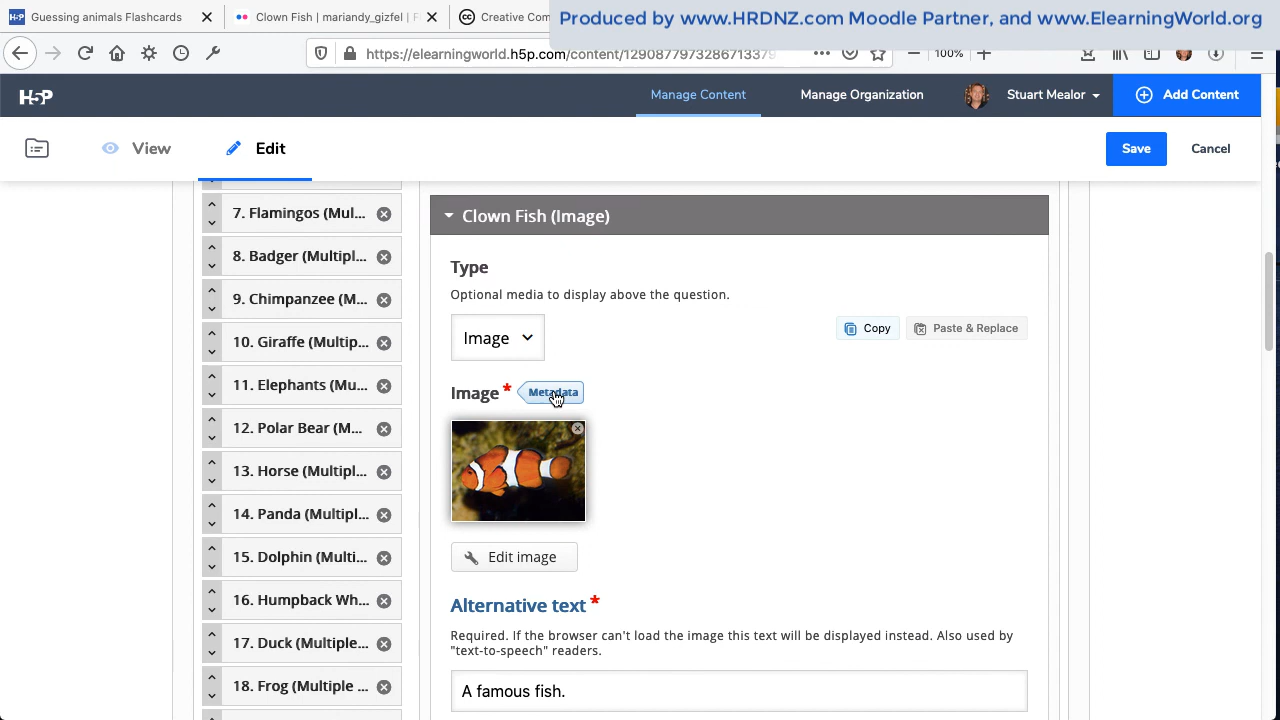 Guessing animals Flashcards
Clown Fish | mariandy_gizfel | F
Creative Com
Produced by www.HRDNZ.com Moodle Partner, and www.ElearningWorld.org
https://elearningworld.h5p.com/content/1290877973286713379
100%
H5P
Manage Content
Manage Organization
Stuart Mealor
Add Content
View
Edit
Save
Cancel
7. Flamingos (Mul...
8. Badger (Multipl...
9. Chimpanzee (M...
10. Giraffe (Multip...
11. Elephants (Mu...
12. Polar Bear (M...
13. Horse (Multipl...
14. Panda (Multipl...
15. Dolphin (Multi...
16. Humpback Wh...
17. Duck (Multiple...
18. Frog (Multiple ...
Clown Fish (Image)
Type
Optional media to display above the question.
Image
Copy
Paste & Replace
Image *
Metadata
Edit image
Alternative text *
Required. If the browser can't load the image this text will be displayed instead. Also used by
"text-to-speech" readers.
A famous fish.